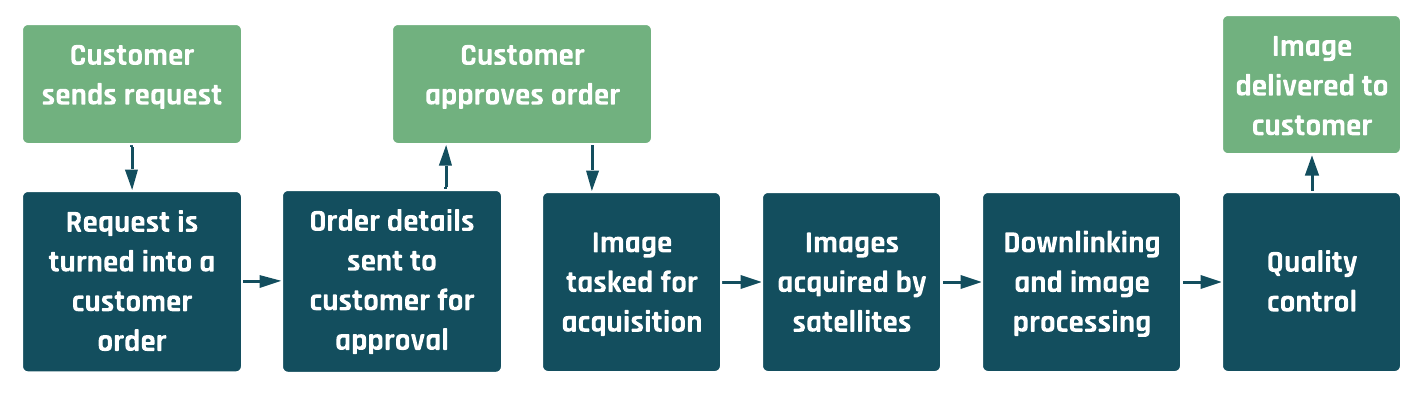 Customer
sends request
Request is
turned into a
customer
order
Order details
sent to
customer for
approval
Customer
approves order
Image
tasked for
acquisition
Images
acquired by
satellites
Downlinking
and image
processing
Quality
control
Image
delivered to
customer